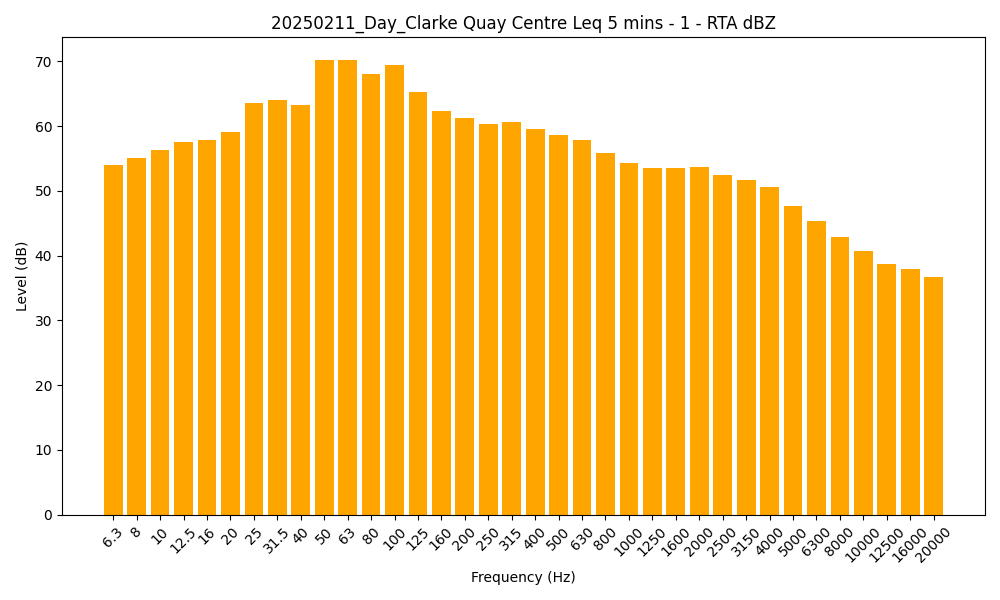 20250211_Day_Clarke Quay Centre Leq 5 mins - 1 - RTA dBZ
Level (dB)
70
60
50
40
30
20
10
0
6.3 8 10 12.5 16 20 25 31.5 40 50 63 80 100 125 160 200 250 315 400 500 630 800 1000 1250 1600 2000 2500 3150 4000 5000 6300 8000 10000 12500 16000 20000
Frequency (Hz)